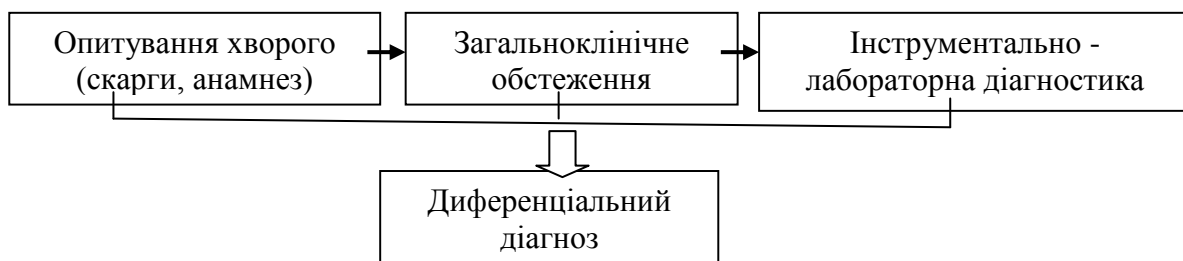 Опитування хворого
(скарги, анамнез)
Загальноклінічне
обстеження
Інструментально -
лабораторна діагностика
Диференціальний
діагноз